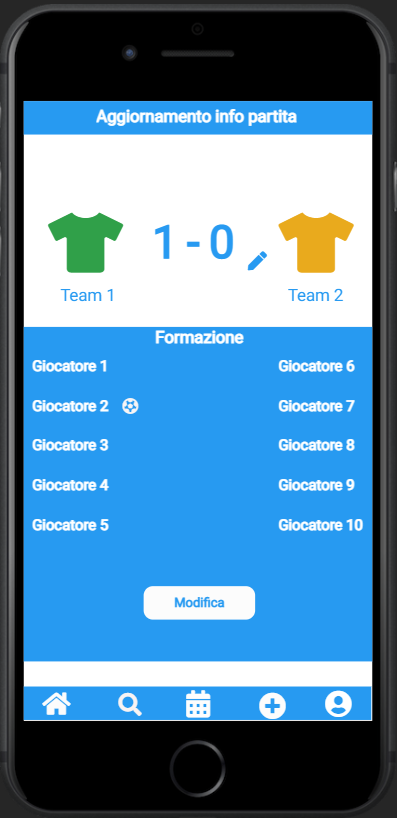 Aggiornamento info partita
1 - 0
Team 1
Team 2
Formazione
Giocatore 1
Giocatore 6
Giocatore 2
Giocatore 7
Giocatore 3
Giocatore 8
Giocatore 4
Giocatore 9
Giocatore 5
Giocatore 10
Modifica